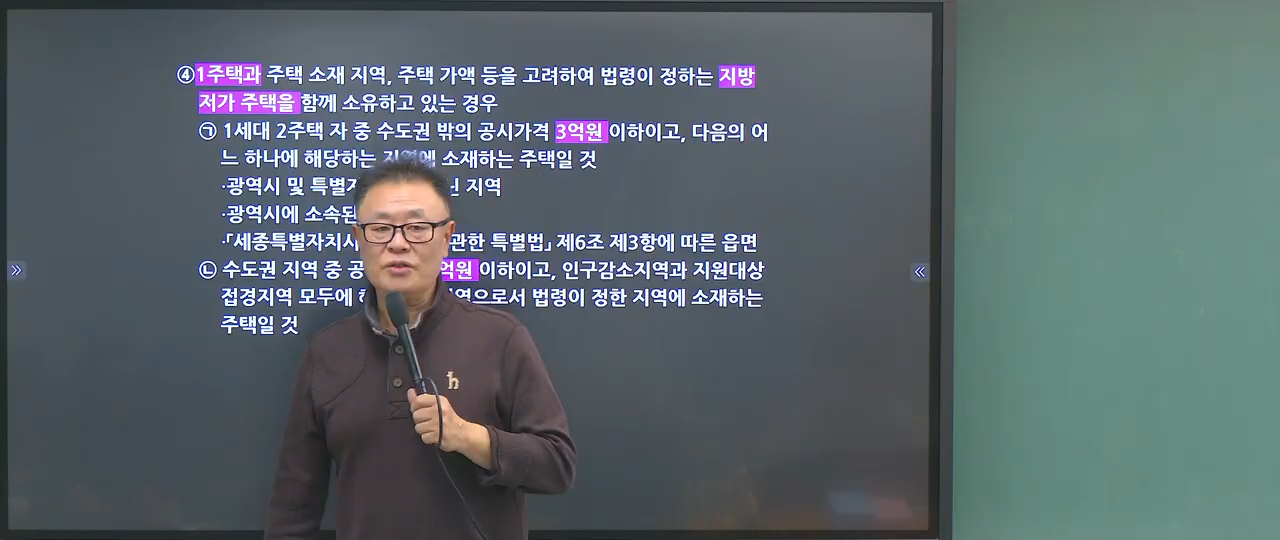 ④1주택과 주택 소재 지역, 주택 가액 등을 고려하여 법령이 정하는 지방
저가 주택을 함께 소유하고 있는 경우
㉠ 1세대 2주택 자 중 수도권 밖의 공시가격 3억원 이하이고, 다음의 어
느 하나에 해당하는 지역에 소재하는 주택일 것
·광역시 및 특별자 지역
·광역시에 소속된
·「세종특별자치시 관한 특별법」 제6조 제3항에 따른 읍면
㉡ 수도권 지역 중 공 억원 이하이고, 인구감소지역과 지원대상
접경지역 모두에 지역으로서 법령이 정한 지역에 소재하는
주택일 것
h